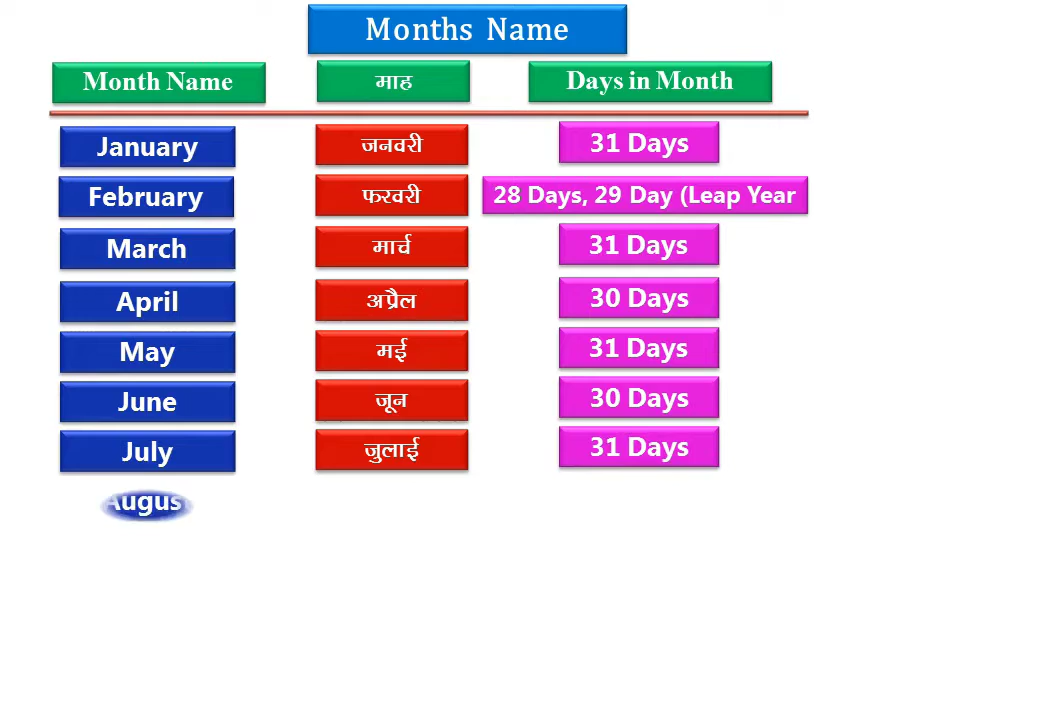 Months Name
Month Name माह Days in Month
January जनवरी 31 Days
February फरवरी 28 Days, 29 Day (Leap Year
March मार्च 31 Days
April अप्रैल 30 Days
May मई 31 Days
June जून 30 Days
July जुलाई 31 Days
August